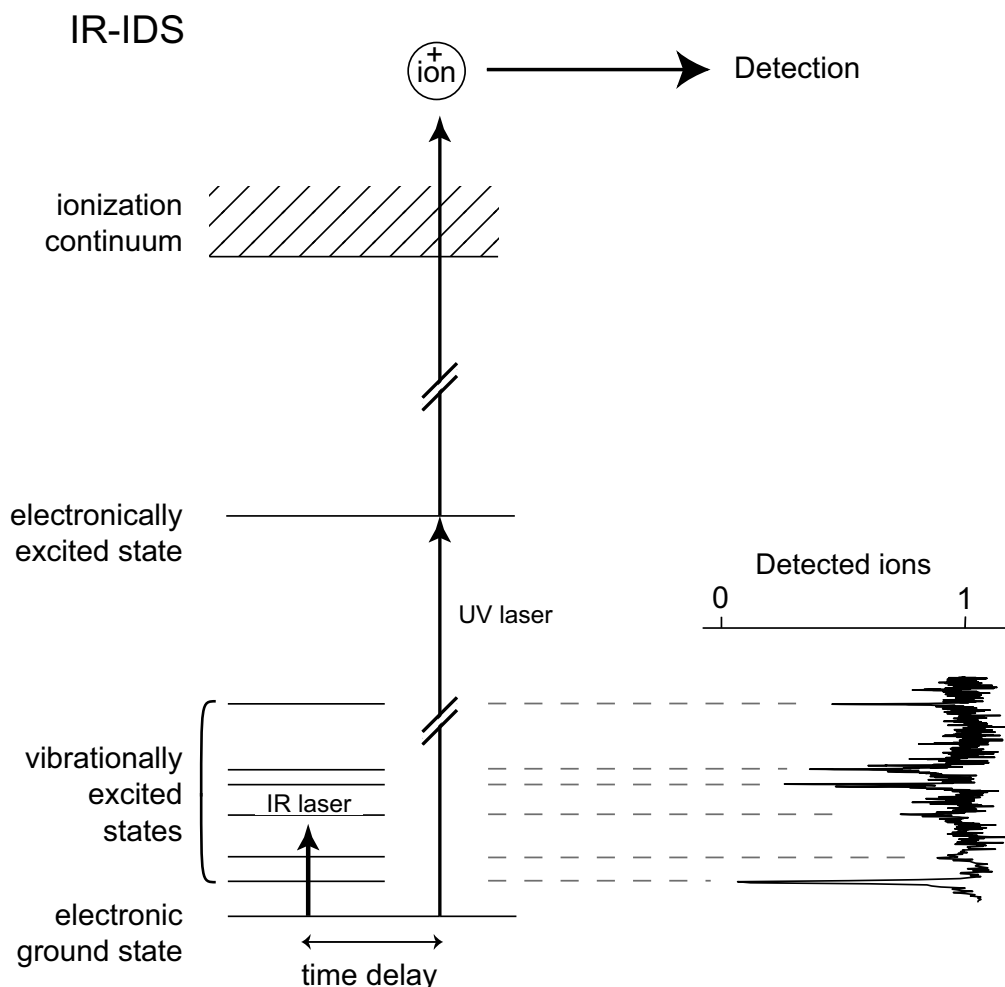 IR-IDS
+
ion
Detection
ionization
continuum
electronically
excited state
UV laser
Detected ions
0 1
vibrationally
excited
states
IR laser
electronic
ground state
time delay